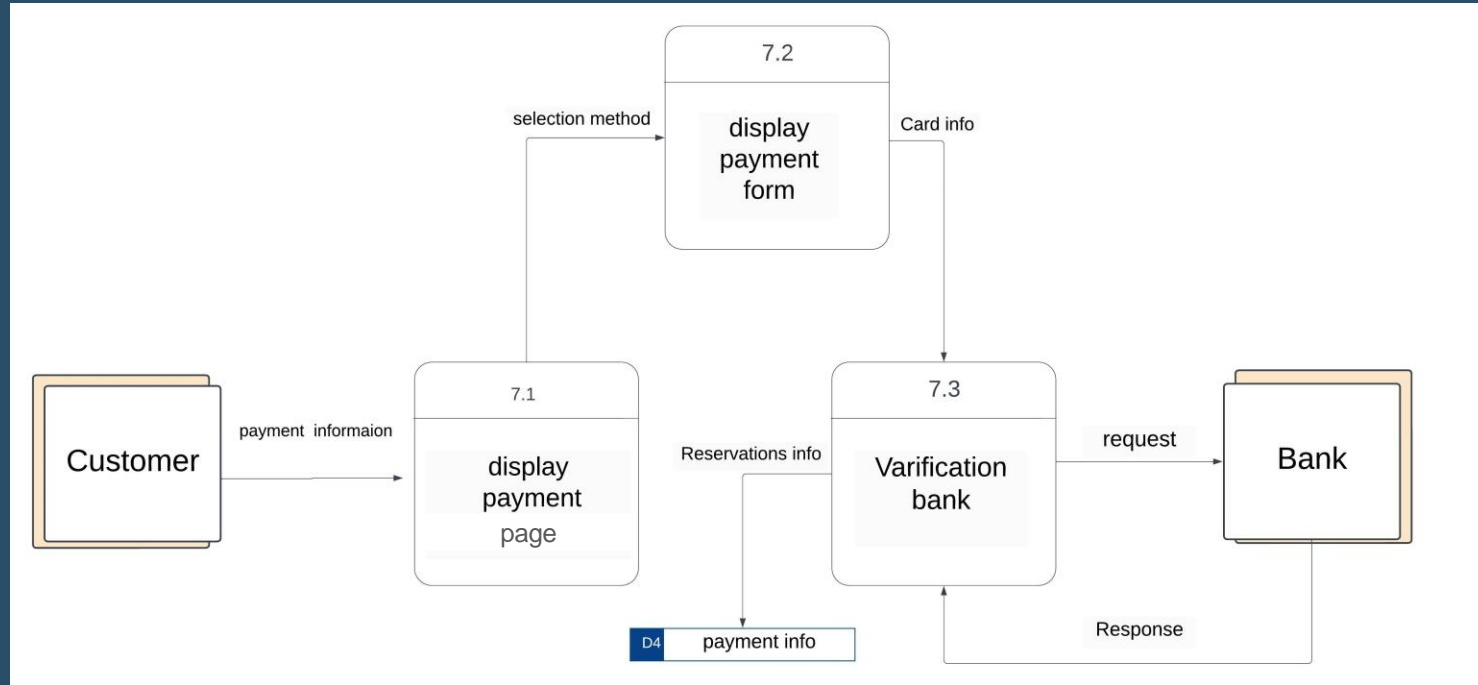 7.2
selection method
display
payment
form
Card info
Customer
payment informaion
7.1
display
payment
page
7.3
Varification
bank
Reservations info
request
Bank
D4
payment info
Response